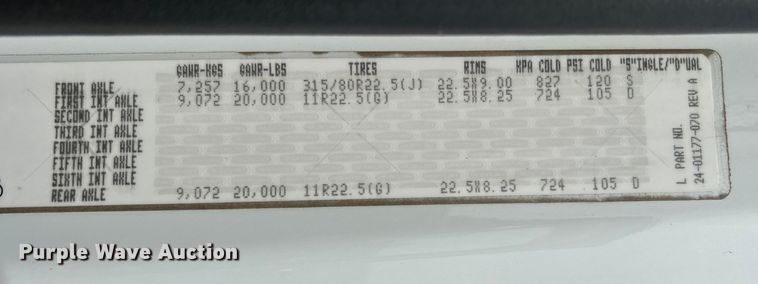 GAWR-KGS GAWR-LBS TIRES RIMS KPA COLD PSI COLD "S"INGLE/"D"UAL
FRONT AXLE 7,257 16,000 315/80R22.5(J) 22.5X9.00 827 120 S
FIRST INT AXLE 9,072 20,000 11R22.5(G) 22.5X8.25 724 105 D
SECOND INT AXLE
THIRD INT AXLE
FOURTH INT AXLE
FIFTH INT AXLE
SIXTH INT AXLE
REAR AXLE 9,072 20,000 11R22.5(G) 22.5X8.25 724 105 D
L PART NO.
24-01177-070 REV A
Purple Wave Auction